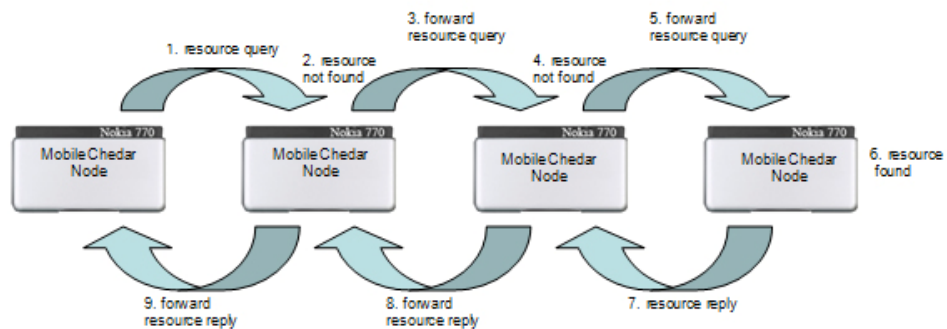 1. resource query
2. resource
not found
3. forward
resource query
4. resource
not found
5. forward
resource query
Nokia 770
MobileChedar
Node
Nokia 770
MobileChedar
Node
Nokia 770
MobileChedar
Node
Nokia 770
MobileChedar
Node
6. resource
found
7. resource reply
8. forward
resource reply
9. forward
resource reply